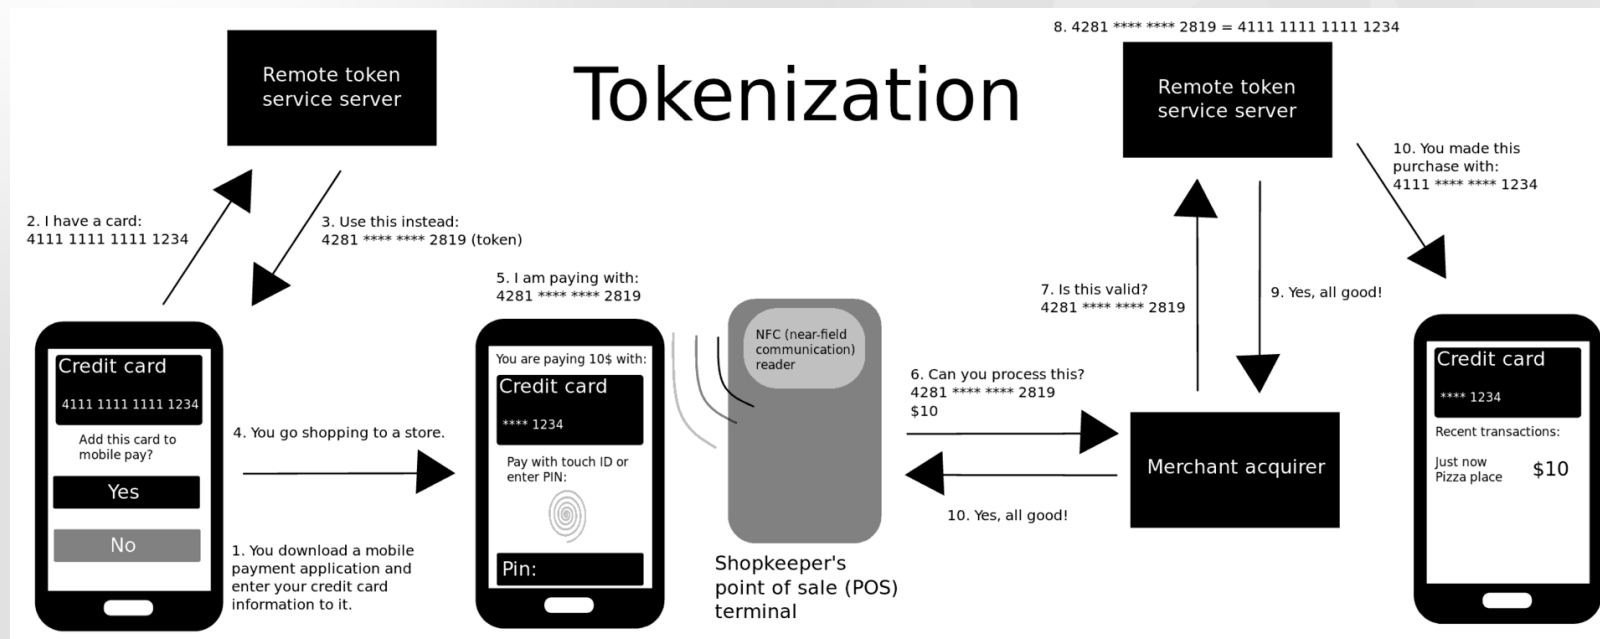 Tokenization
Remote token
service server
2. I have a card:
4111 1111 1111 1234
3. Use this instead:
4281 **** **** 2819 (token)
Credit card
4111 1111 1111 1234
Add this card to
mobile pay?
Yes
No
1. You download a mobile
payment application and
enter your credit card
information to it.
4. You go shopping to a store.
5. I am paying with:
4281 **** **** 2819
You are paying 10$ with:
Credit card
**** 1234
Pay with touch ID or
enter PIN:
Pin:
NFC (near-field
communication)
reader
Shopkeeper's
point of sale (POS)
terminal
6. Can you process this?
4281 **** **** 2819
$10
10. Yes, all good!
Merchant acquirer
7. Is this valid?
4281 **** **** 2819
8. 4281 **** **** 2819 = 4111 1111 1111 1234
Remote token
service server
9. Yes, all good!
10. You made this
purchase with:
4111 **** **** 1234
Credit card
**** 1234
Recent transactions:
Just now
Pizza place
$10